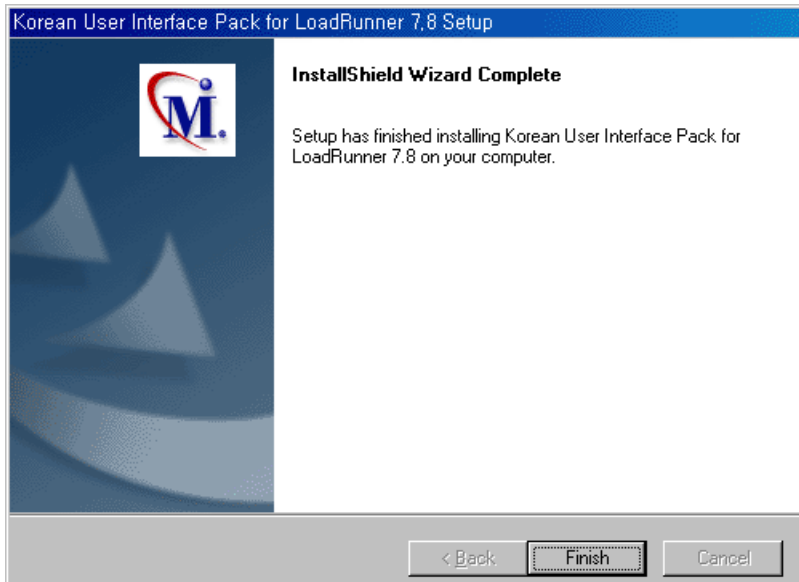 Korean User Interface Pack for LoadRunner 7,8 Setup
M.
InstallShield Wizard Complete
Setup has finished installing Korean User Interface Pack for
LoadRunner 7.8 on your computer.
< Back
Finish
Cancel